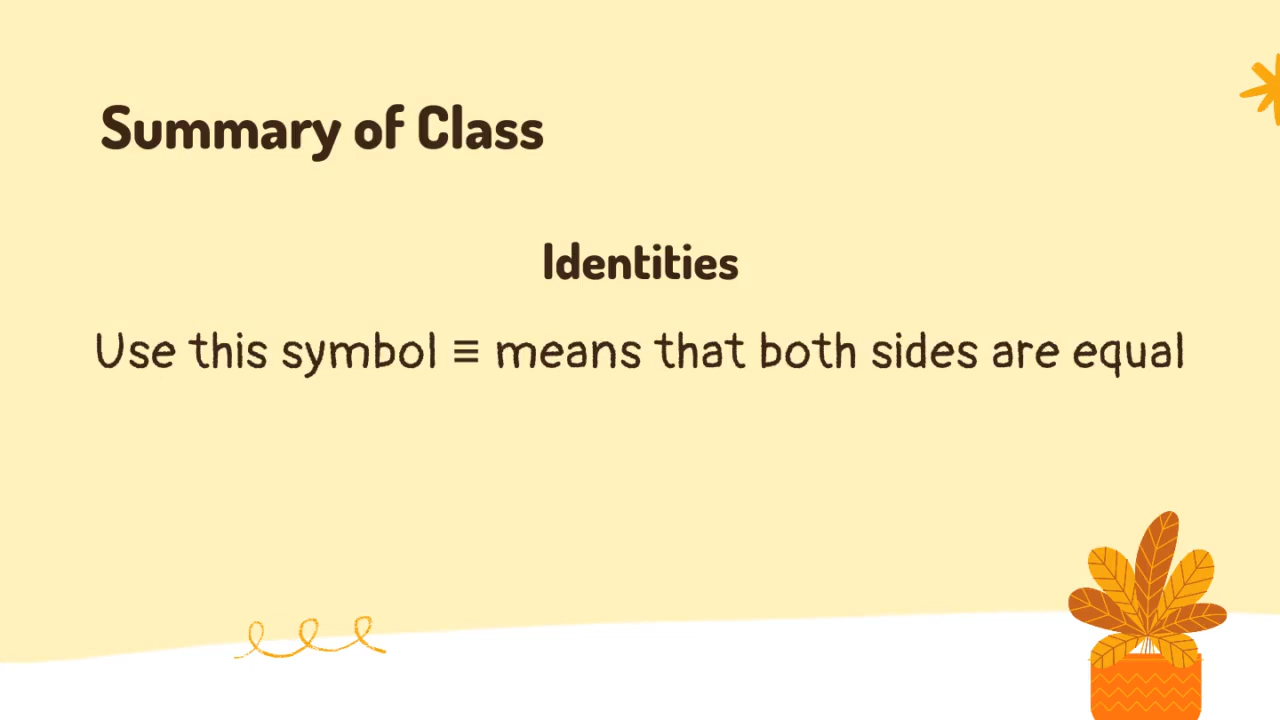 Summary of Class
Identities
Use this symbol ≡ means that both sides are equal